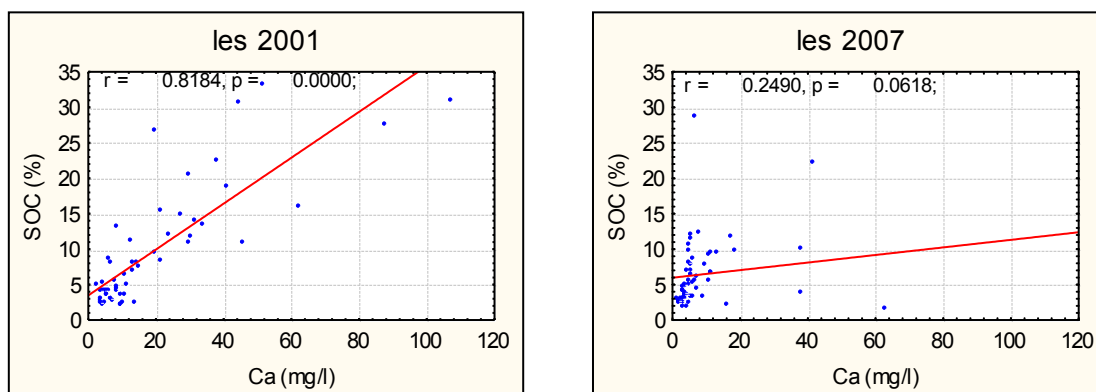 les 2001
r = 0.8184, p = 0.0000;
35
30
25
20
15
10
5
0
SOC (%)
0 20 40 60 80 100 120
Ca (mg/l)
les 2007
r = 0.2490, p = 0.0618;
35
30
25
20
15
10
5
0
SOC (%)
0 20 40 60 80 100 120
Ca (mg/l)